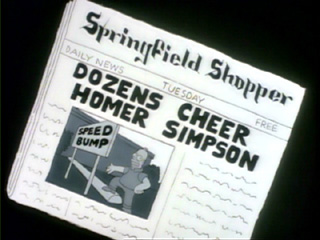 Springfield Shopper
DAILY NEWS TUESDAY FREE
DOZENS CHEER
HOMER SIMPSON
SPEED
BUMP